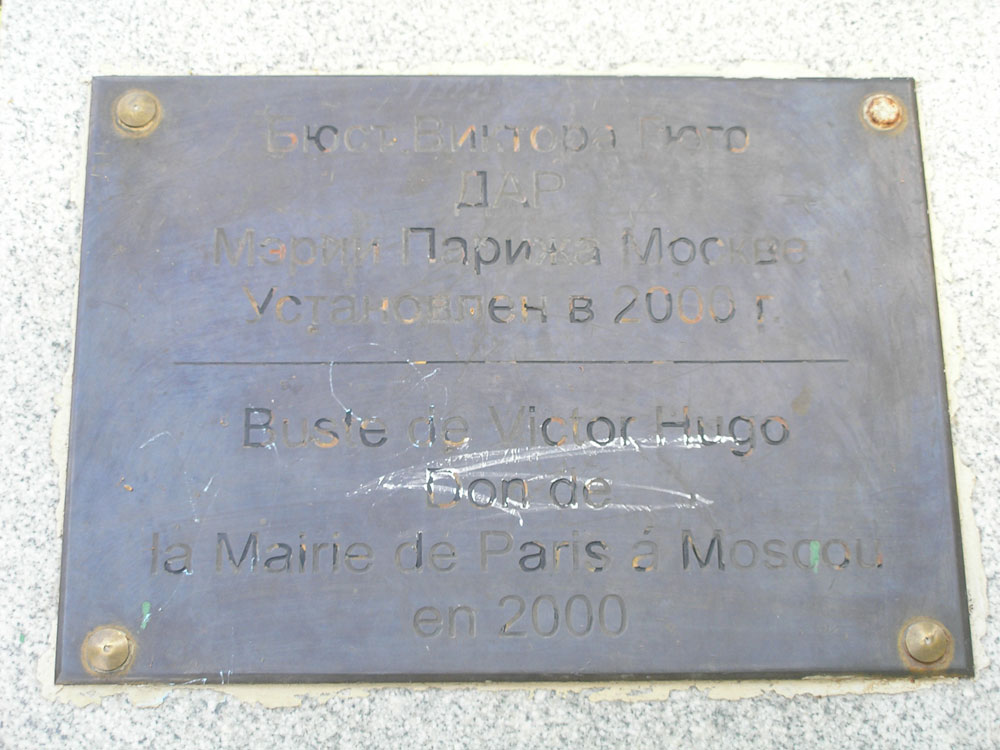 Бюст Виктора Гюго
ДАР
Мэрии Парижа Москве
Установлен в 2000 г.
Buste de Victor Hugo
Don de
la Mairie de Paris á Moscou
en 2000